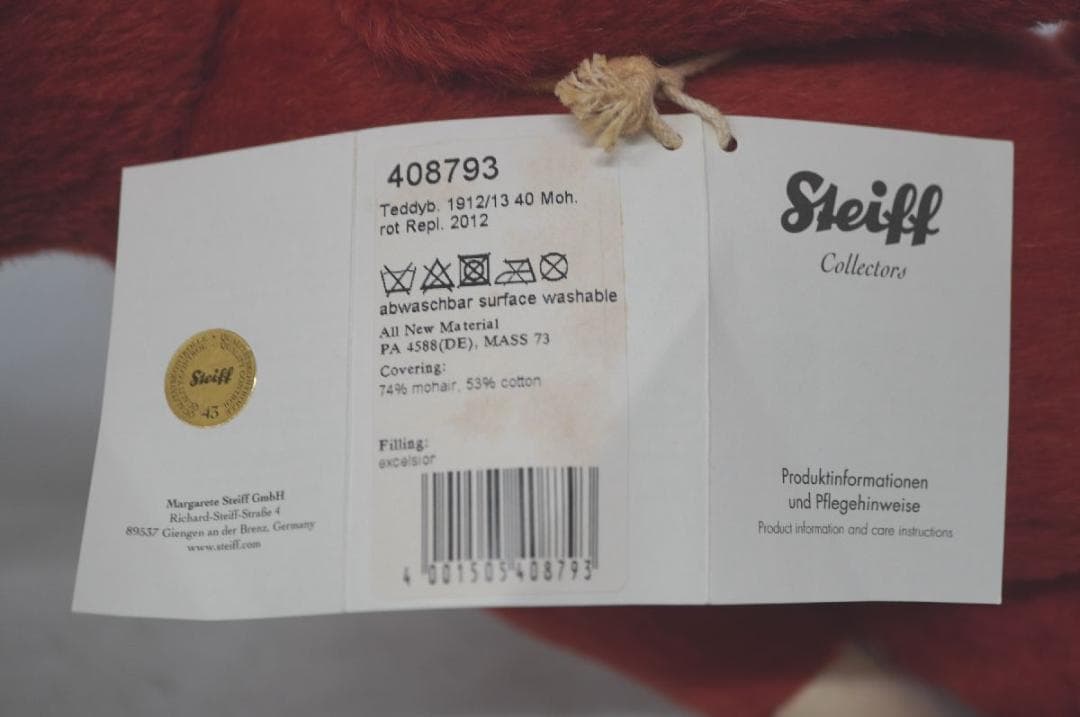 Steiff
43
Margarete Steiff GmbH
Richard-Steiff-Straße 4
89537 Giengen an der Brenz, Germany
www.steiff.com
408793
Teddyb. 1912/13 40 Moh.
rot Repl. 2012
abwaschbar surface washable
All New Material
PA 4588(DE), MASS 73
Covering:
74% mohair, 53% cotton
Filling:
excelsior
4 001505 408793
Steiff
Collectors
Produktinformationen
und Pflegehinweise
Product information and care instructions